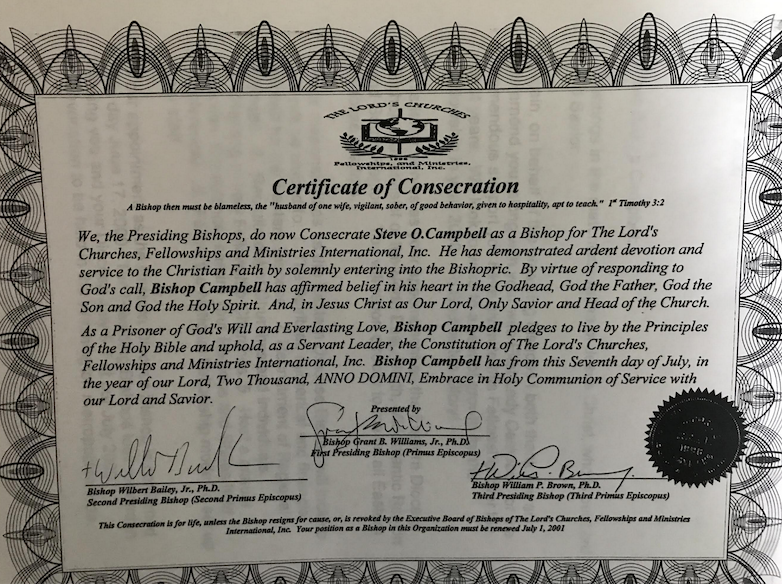 THE LORD'S CHURCHES
Fellowships, and Ministries,
International, Inc.
Certificate of Consecration
A Bishop then must be blameless, the "husband of one wife, vigilant, sober, of good behavior, given to hospitality, apt to teach." 1st Timothy 3:2
We, the Presiding Bishops, do now Consecrate Steve O.Campbell as a Bishop for The Lord's
Churches, Fellowships and Ministries International, Inc. He has demonstrated ardent devotion and
service to the Christian Faith by solemnly entering into the Bishopric. By virtue of responding to
God's call, Bishop Campbell has affirmed belief in his heart in the Godhead, God the Father, God the
Son and God the Holy Spirit. And, in Jesus Christ as Our Lord, Only Savior and Head of the Church.
As a Prisoner of God's Will and Everlasting Love, Bishop Campbell pledges to live by the Principles
of the Holy Bible and uphold, as a Servant Leader, the Constitution of The Lord's Churches,
Fellowships and Ministries International, Inc. Bishop Campbell has from this Seventh day of July, in
the year of our Lord, Two Thousand, ANNO DOMINI, Embrace in Holy Communion of Service with
our Lord and Savior.
Presented by
Bishop Grant B. Williams, Jr., Ph.D.
First Presiding Bishop (Primus Episcopus)
Bishop Wilbert Bailey, Jr., Ph.D.
Second Presiding Bishop (Second Primus Episcopus)
Bishop William P. Brown, Ph.D.
Third Presiding Bishop (Third Primus Episcopus)
This Consecration is for life, unless the Bishop resigns for cause, or, is revoked by the Executive Board of Bishops of The Lord's Churches, Fellowships and Ministries
International, Inc. Your position as a Bishop in this Organization must be renewed July 1, 2001